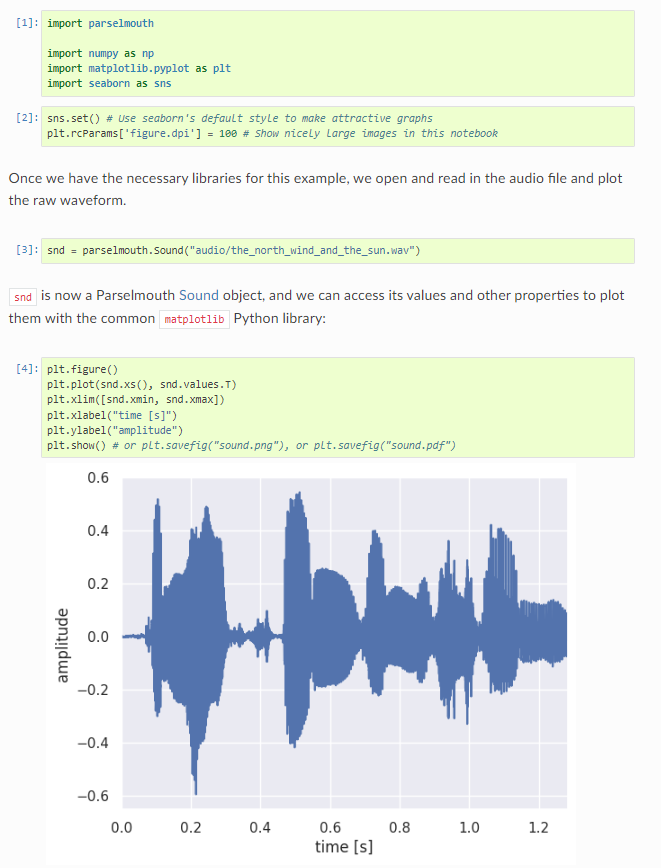 [1]: import parselmouth
import numpy as np
import matplotlib.pyplot as plt
import seaborn as sns
[2]: sns.set() # Use seaborn's default style to make attractive graphs
plt.rcParams['figure.dpi'] = 100 # Show nicely large images in this notebook
Once we have the necessary libraries for this example, we open and read in the audio file and plot
the raw waveform.
[3]: snd = parselmouth.Sound("audio/the_north_wind_and_the_sun.wav")
snd is now a Parselmouth Sound object, and we can access its values and other properties to plot
them with the common matplotlib Python library:
[4]: plt.figure()
plt.plot(snd.xs(), snd.values.T)
plt.xlim([snd.xmin, snd.xmax])
plt.xlabel("time [s]")
plt.ylabel("amplitude")
plt.show() # or plt.savefig("sound.png"), or plt.savefig("sound.pdf")
0.6
0.4
0.2
0.0
−0.2
−0.4
−0.6
amplitude
0.0 0.2 0.4 0.6 0.8 1.0 1.2
time [s]